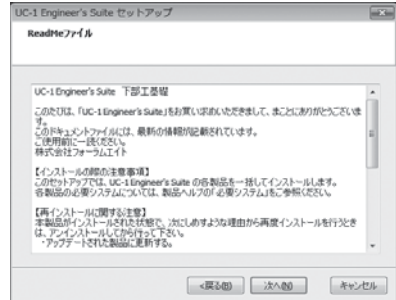 UC-1 Engineer's Suite セットアップ
ReadMeファイル
UC-1 Engineer's Suite 下部工基礎
このたびは、「UC-1 Engineer's Suite」をお買い求めいただきまして、まことにありがとうございま
す。
このドキュメントファイルには、最新の情報が記載されています。
ご使用前に一読ください。
株式会社フォーラムエイト
【インストールの際の注意事項】
このセットアップでは、UC-1 Engineer's Suite の各製品を一括してインストールします。
各製品の必要システムについては、製品ヘルプの「必要システム」をご参照ください。
【再インストールに関する注意】
本製品がインストールされた状態で、次にしめすような理由から再度インストールを行うとき
は、アンインストールしてから行って下さい。
・アップデートされた製品に更新する。
<戻る(B) 次へ(N) キャンセル